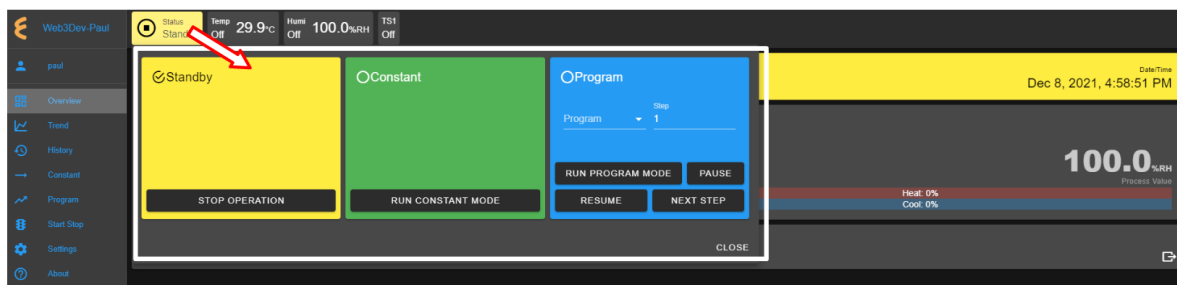 Web3Dev-Paul
Status
Stand
Temp
Off
29.9°C
Humi
Off
100.0%RH
TS1
Off
paul
Overview
Trend
History
Constant
Program
Start Stop
Settings
About
Standby
STOP OPERATION
Constant
RUN CONSTANT MODE
Program
Program
Step
1
RUN PROGRAM MODE
PAUSE
RESUME
NEXT STEP
CLOSE
Date/Time
Dec 8, 2021, 4:58:51 PM
100.0%RH
Process Value
Heat: 0%
Cool: 0%